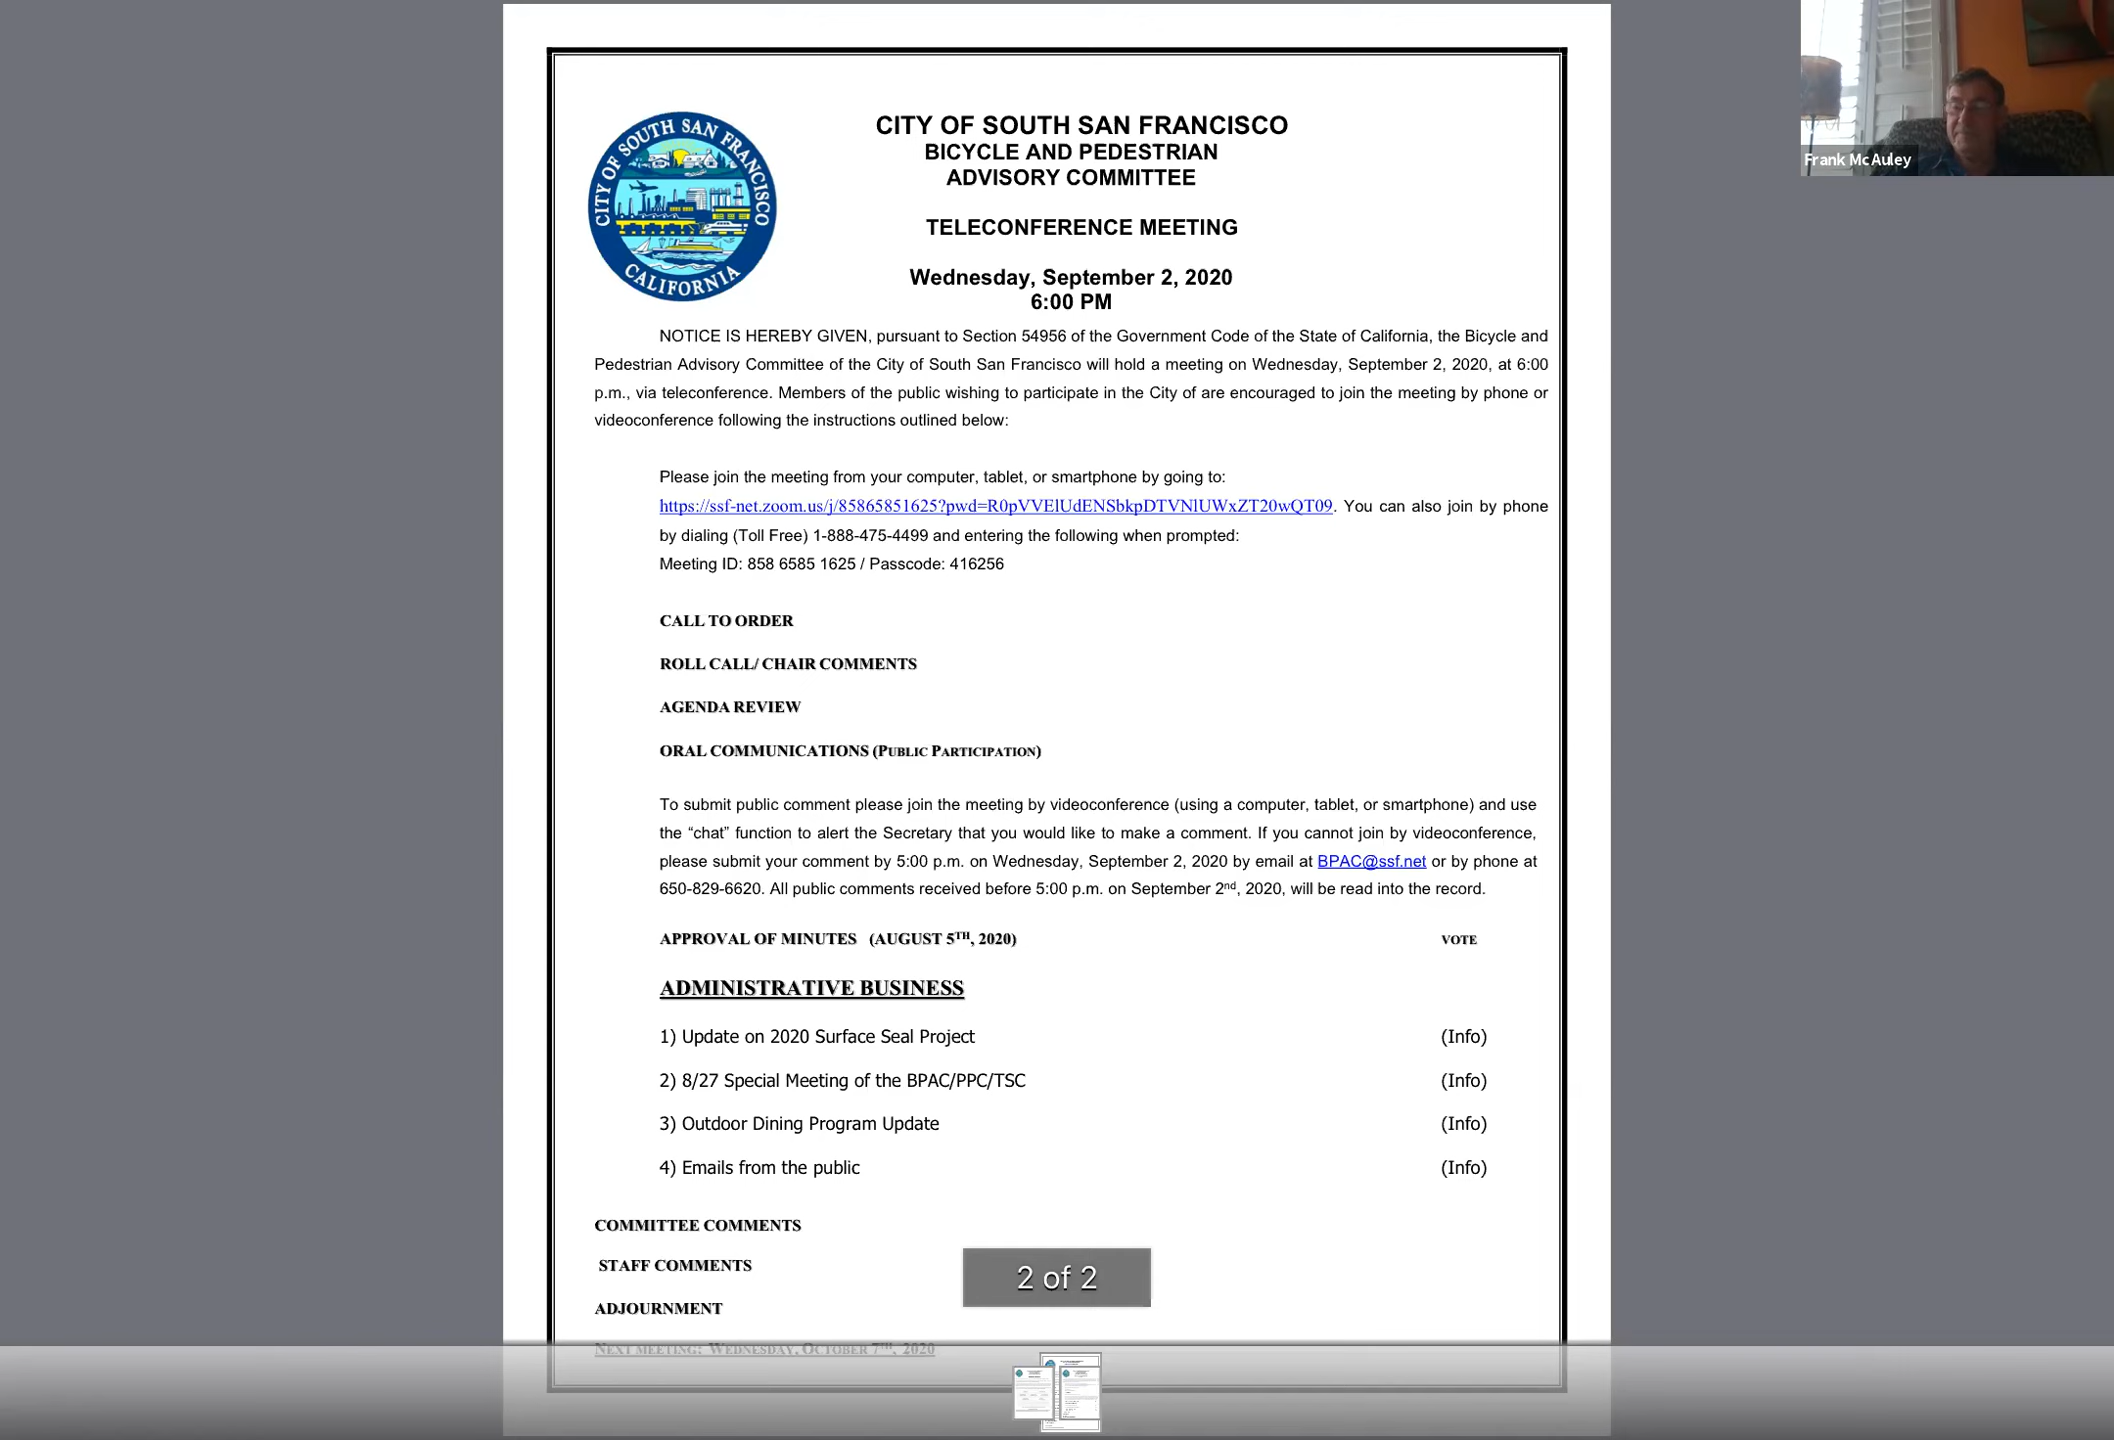 CITY OF SOUTH SAN FRANCISCO
CALIFORNIA
CITY OF SOUTH SAN FRANCISCO
BICYCLE AND PEDESTRIAN
ADVISORY COMMITTEE
TELECONFERENCE MEETING
Wednesday, September 2, 2020
6:00 PM
Frank McAuley
NOTICE IS HEREBY GIVEN, pursuant to Section 54956 of the Government Code of the State of California, the Bicycle and
Pedestrian Advisory Committee of the City of South San Francisco will hold a meeting on Wednesday, September 2, 2020, at 6:00
p.m., via teleconference. Members of the public wishing to participate in the City of are encouraged to join the meeting by phone or
videoconference following the instructions outlined below:
Please join the meeting from your computer, tablet, or smartphone by going to:
https://ssf-net.zoom.us/j/85865851625?pwd=R0pVVElUdENSbkpDTVNlUWxZT20wQT09. You can also join by phone
by dialing (Toll Free) 1-888-475-4499 and entering the following when prompted:
Meeting ID: 858 6585 1625 / Passcode: 416256
CALL TO ORDER
ROLL CALL/ CHAIR COMMENTS
AGENDA REVIEW
ORAL COMMUNICATIONS (PUBLIC PARTICIPATION)
To submit public comment please join the meeting by videoconference (using a computer, tablet, or smartphone) and use
the “chat” function to alert the Secretary that you would like to make a comment. If you cannot join by videoconference,
please submit your comment by 5:00 p.m. on Wednesday, September 2, 2020 by email at BPAC@ssf.net or by phone at
650-829-6620. All public comments received before 5:00 p.m. on September 2nd, 2020, will be read into the record.
APPROVAL OF MINUTES (AUGUST 5TH, 2020) VOTE
ADMINISTRATIVE BUSINESS
1) Update on 2020 Surface Seal Project (Info)
2) 8/27 Special Meeting of the BPAC/PPC/TSC (Info)
3) Outdoor Dining Program Update (Info)
4) Emails from the public (Info)
COMMITTEE COMMENTS
STAFF COMMENTS
2 of 2
ADJOURNMENT
NEXT MEETING: WEDNESDAY, OCTOBER 7TH, 2020